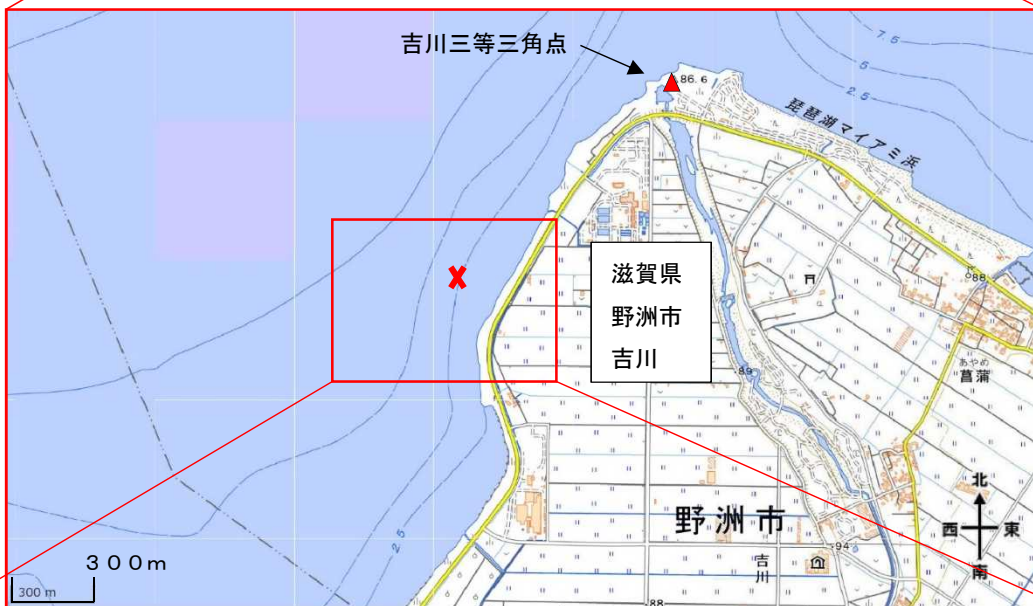 吉川三等三角点
86.6
7.5
5
2.5
琵琶湖マイアミ浜
滋賀県
野洲市
吉川
88
あやめ
菖蒲
89
野洲市
吉川
94
88
2.5
北
西
東
南
300m
300 m